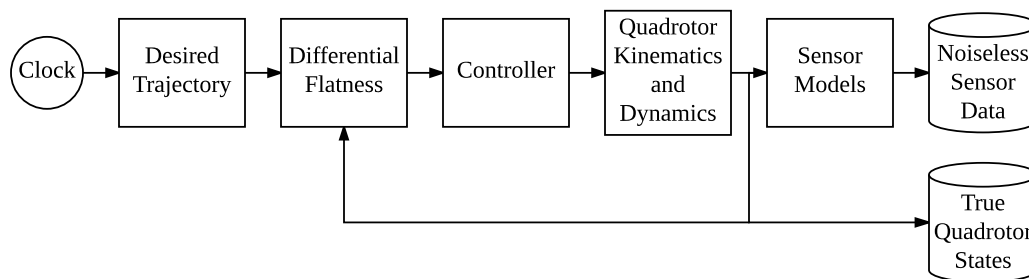 Clock
Desired
Trajectory
Differential
Flatness
Controller
Quadrotor
Kinematics
and
Dynamics
Sensor
Models
Noiseless
Sensor
Data
True
Quadrotor
States